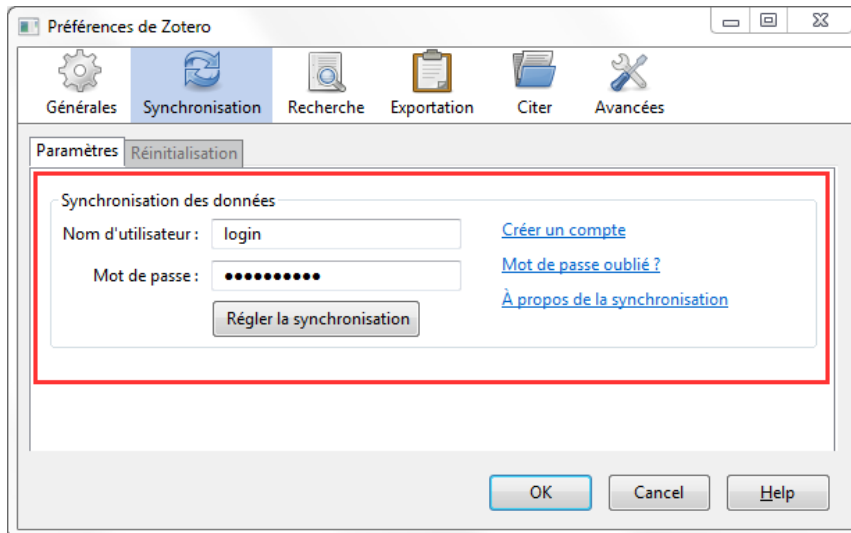 Préférences de Zotero
Générales Synchronisation Recherche Exportation Citer Avancées
Paramètres Réinitialisation
Synchronisation des données
Nom d'utilisateur : login Créer un compte
Mot de passe : •••••••••• Mot de passe oublié ?
À propos de la synchronisation
Régler la synchronisation
OK Cancel Help